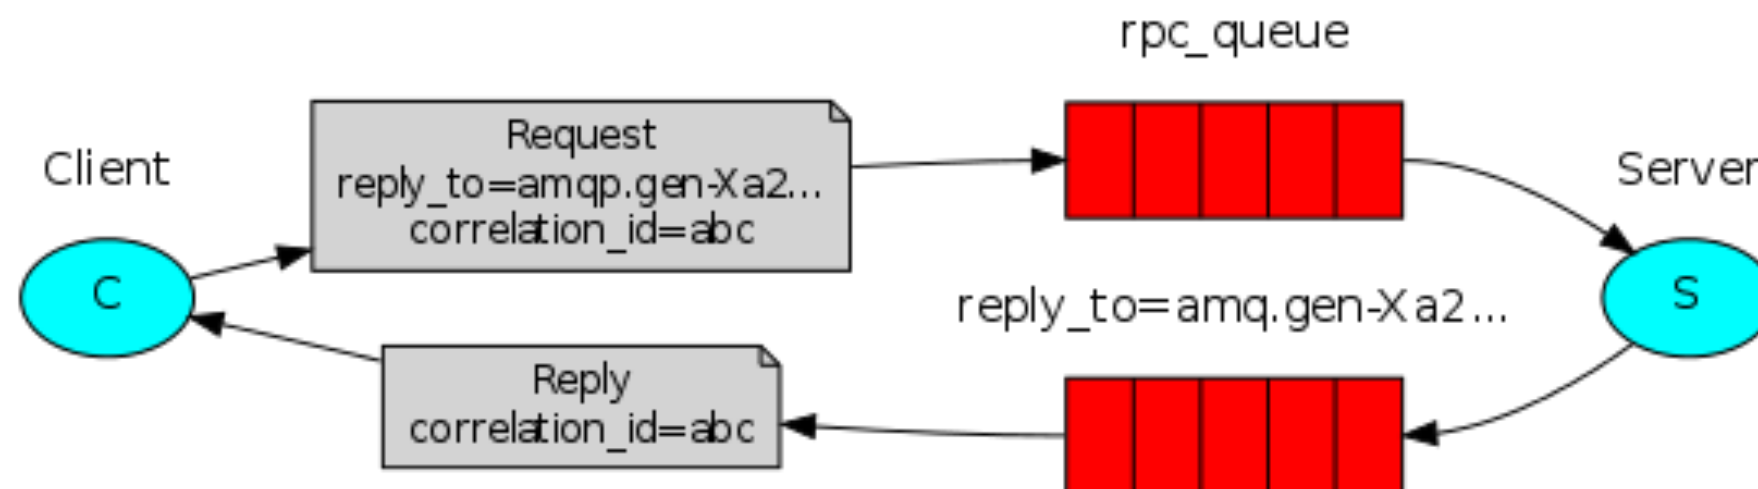 rpc_queue
Client
Request
reply_to=amqp.gen-Xa2...
correlation_id=abc
Server
C
reply_to=amq.gen-Xa2...
S
Reply
correlation_id=abc